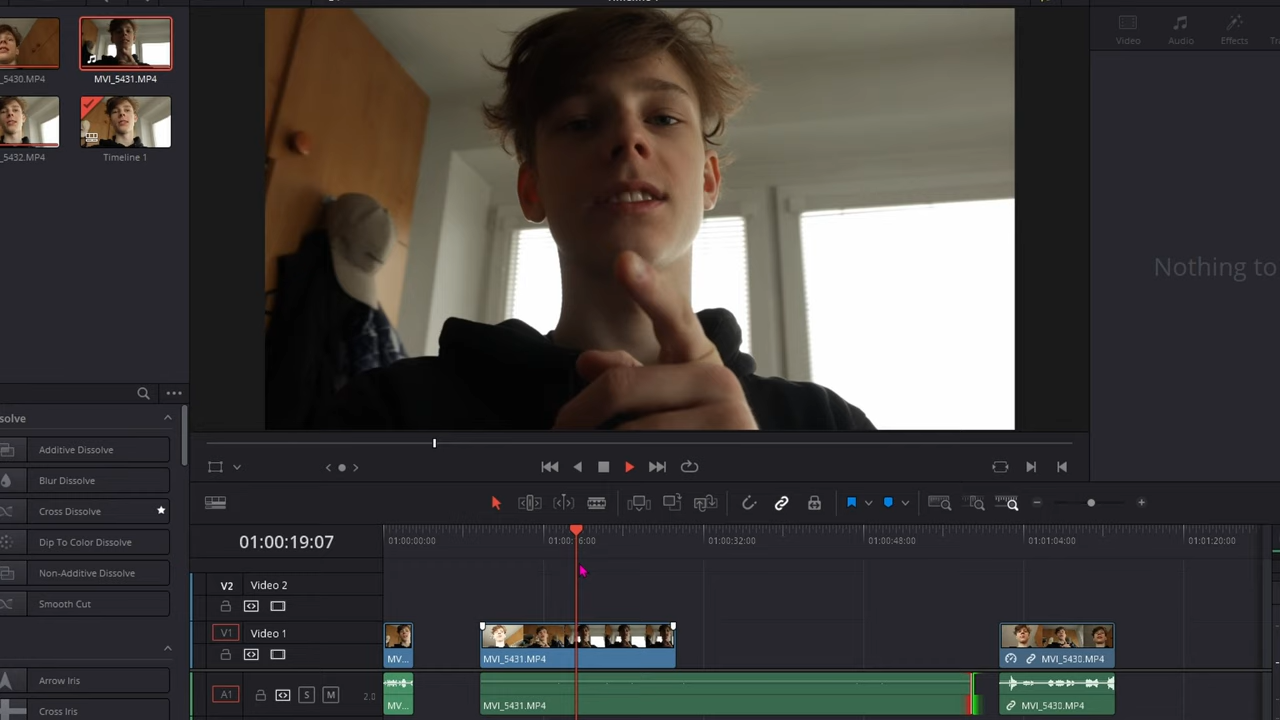 Video
Audio
Effects
_5430.MP4
MVI_5431.MP4
_5432.MP4
Timeline 1
Nothing to
solve
Additive Dissolve
Blur Dissolve
Cross Dissolve
Dip To Color Dissolve
Non-Additive Dissolve
Smooth Cut
Arrow Iris
Cross Iris
01:00:19:07
01:00:00:00
01:00:32:00
01:00:48:00
01:01:04:00
01:01:20:00
V2 Video 2
V1 Video 1
MV...
MVI_5431.MP4
MVI_5430.MP4
A1
S
M
2.0
MV...
MVI_5431.MP4
MVI_5430.MP4